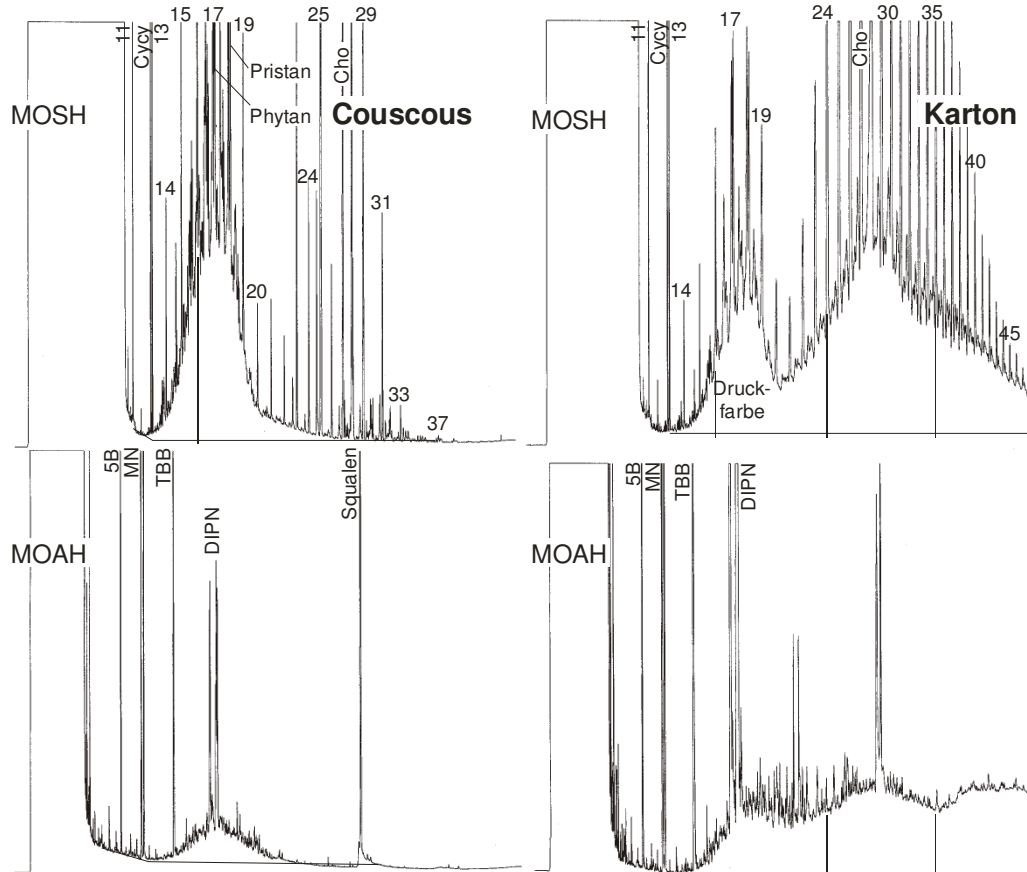 11
Cycy
13
15
17
19
25
29
Cho
Pristan
Phytan
MOSH
Couscous
14
24
31
20
33
37
11
Cycy
13
17
24
30
35
Cho
MOSH
Karton
19
40
14
45
Druck-
farbe
5B
MN
TBB
DIPN
Squalen
MOAH
5B
MN
TBB
DIPN
MOAH